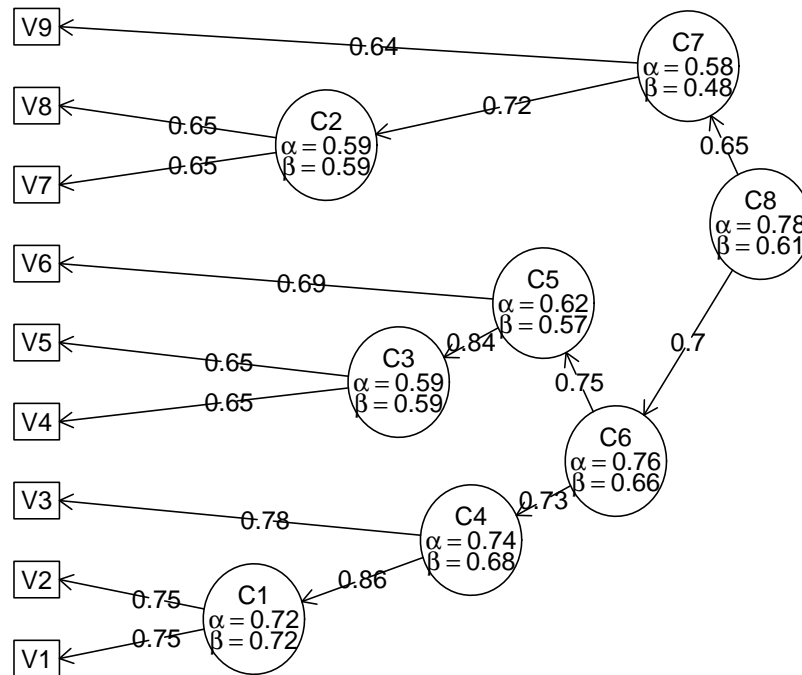 V9
V8
V7
V6
V5
V4
V3
V2
V1
C7
α = 0.58
β = 0.48
0.64
0.72
C2
α = 0.59
β = 0.59
0.65
0.65
0.65
C8
α = 0.78
β = 0.61
C5
α = 0.62
β = 0.57
0.69
0.84
C3
α = 0.59
β = 0.59
0.65
0.65
0.7
0.75
C6
α = 0.76
β = 0.66
0.73
C4
α = 0.74
β = 0.68
0.78
0.86
C1
α = 0.72
β = 0.72
0.75
0.75